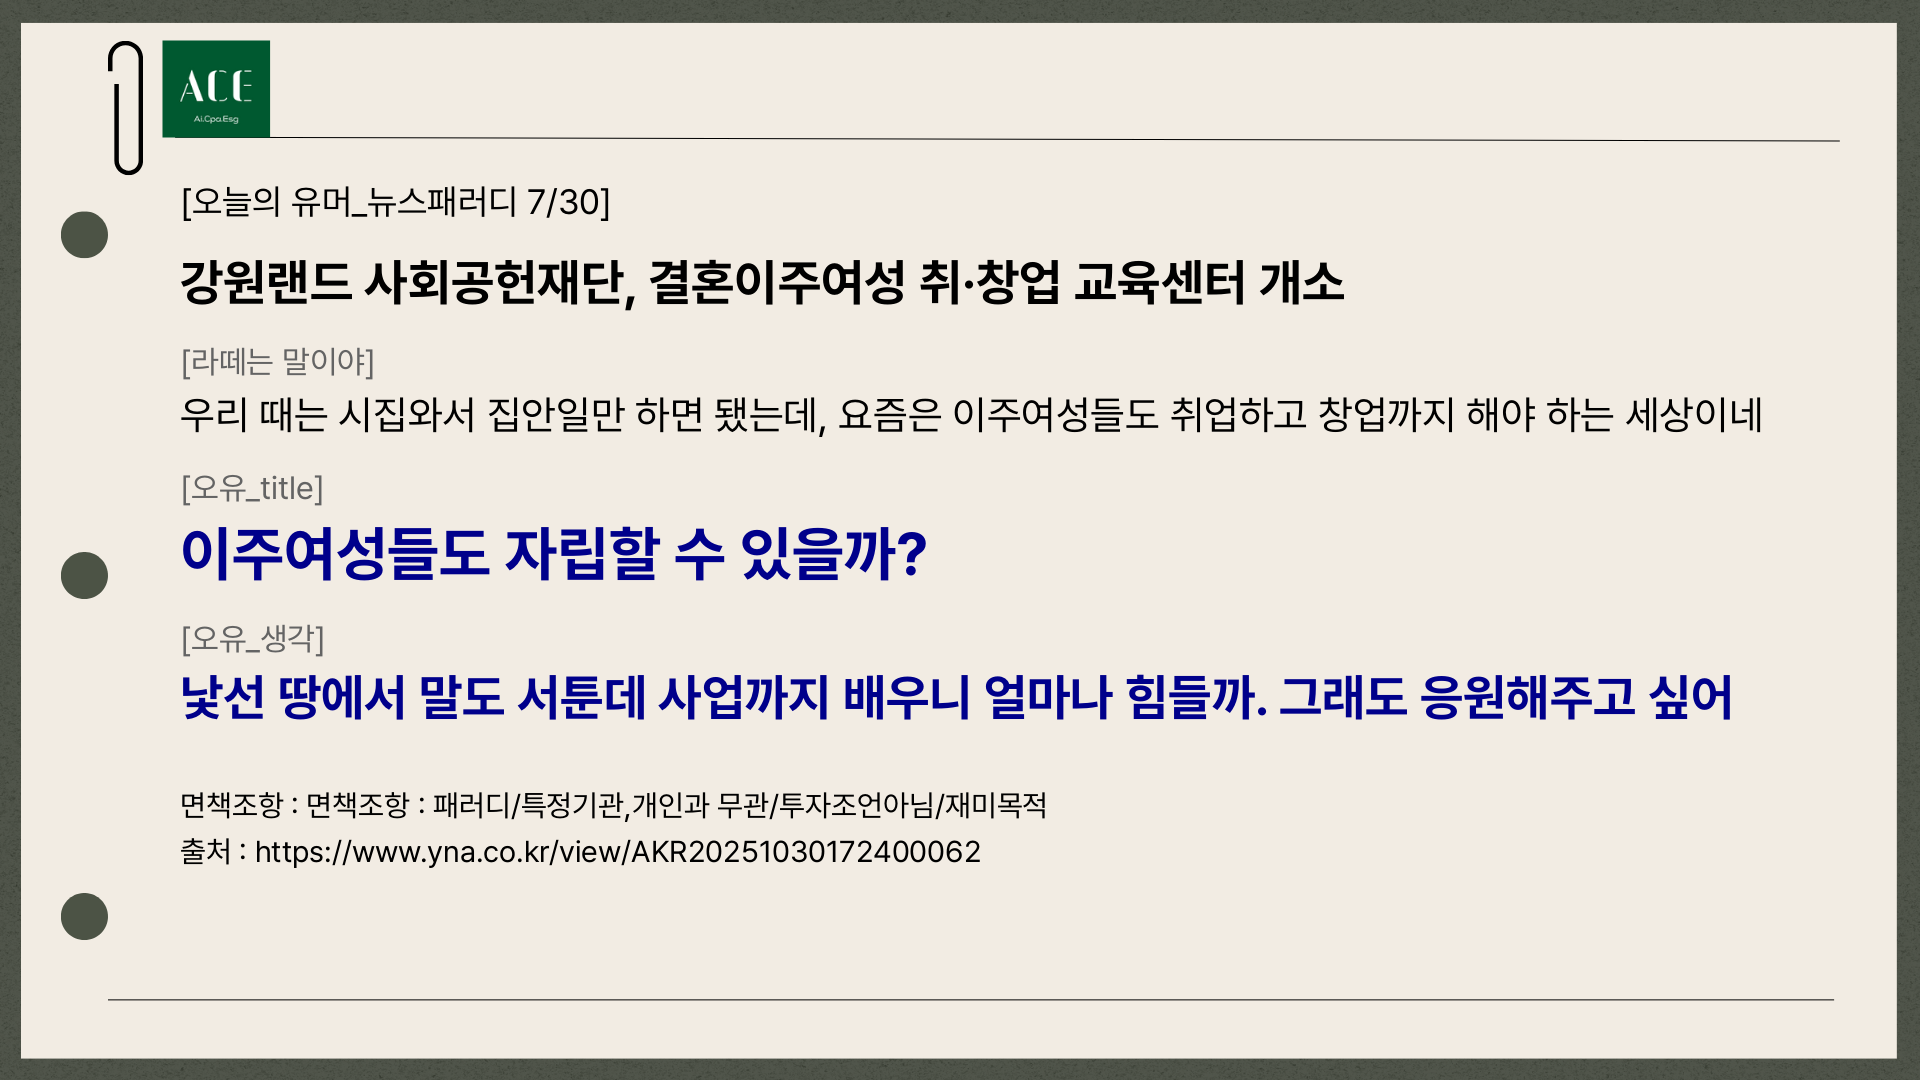 ACE
Ai.Cpa.Esg
[오늘의 유머_뉴스패러디 7/30]
강원랜드 사회공헌재단, 결혼이주여성 취·창업 교육센터 개소
[라떼는 말이야]
우리 때는 시집와서 집안일만 하면 됐는데, 요즘은 이주여성들도 취업하고 창업까지 해야 하는 세상이네
[오유_title]
이주여성들도 자립할 수 있을까?
[오유_생각]
낯선 땅에서 말도 서툰데 사업까지 배우니 얼마나 힘들까. 그래도 응원해주고 싶어
면책조항 : 면책조항 : 패러디/특정기관,개인과 무관/투자조언아님/재미목적
출처 : https://www.yna.co.kr/view/AKR20251030172400062